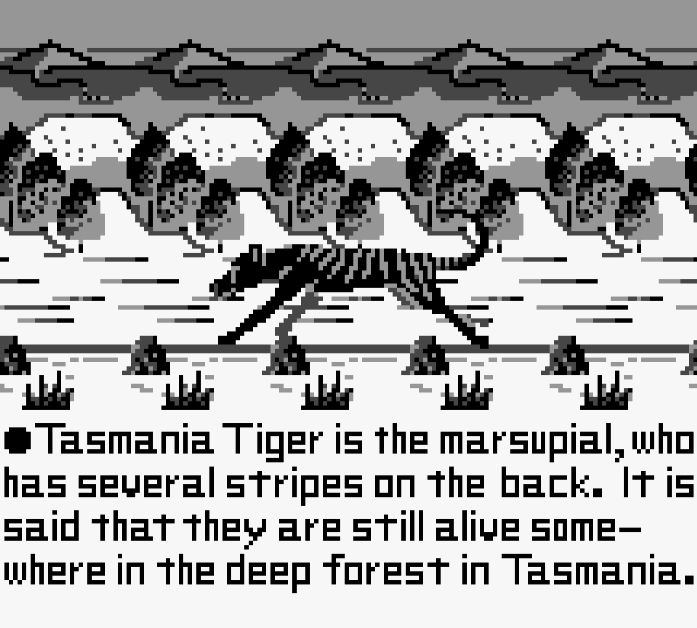 ●Tasmania Tiger is the marsupial, who
has several stripes on the back. It is
said that they are still alive some-
where in the deep forest in Tasmania.